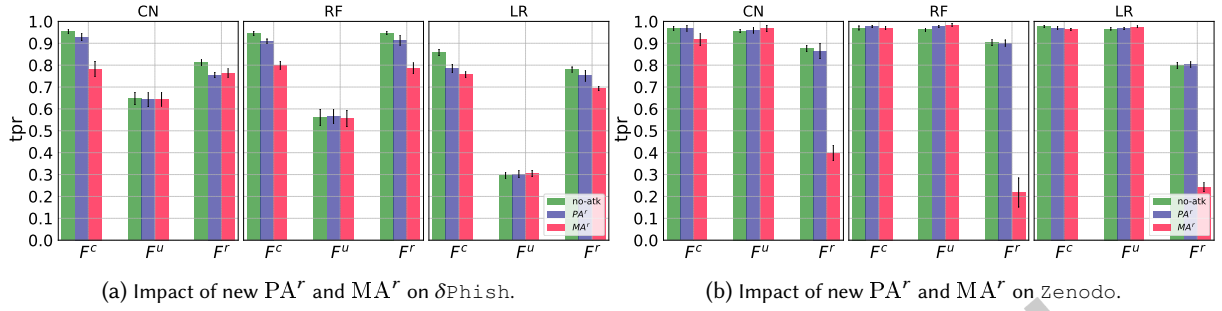 CN RF LR
1.0
0.9
0.8
0.7
0.6
0.5
0.4
0.3
0.2
0.1
0.0
tpr
F^c F^u F^r F^c F^u F^r F^c F^u F^r
no-atk
PA^r
MA^r
(a) Impact of new PA^r and MA^r on δPhish.
CN RF LR
1.0
0.9
0.8
0.7
0.6
0.5
0.4
0.3
0.2
0.1
0.0
tpr
F^c F^u F^r F^c F^u F^r F^c F^u F^r
no-atk
PA^r
MA^r
(b) Impact of new PA^r and MA^r on Zenodo.